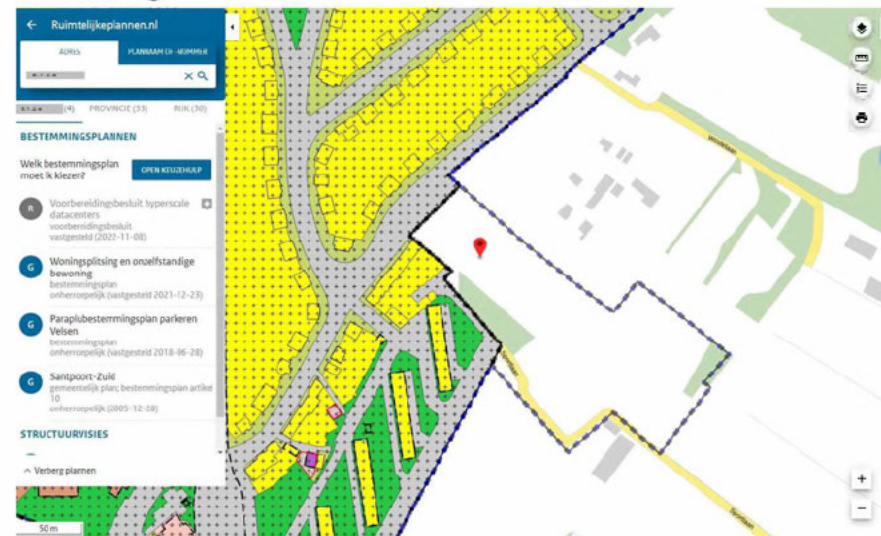 Ruimtelijkeplannen.nl
ADRES
PLANNAAM OF -NUMMER
(4)
PROVINCIE (33)
RIJK (30)
BESTEMMINGSPLANNEN
Welk bestemmingsplan
moet ik kiezen?
OPEN KEUZEHULP
R
Voorbereidingsbesluit hyperscale
datacenters
voorbereidingsbesluit
vastgesteld (2022-11-08)
G
Woningsplitsing en onzelfstandige
bewoning
bestemmingsplan
onherroepelijk (vastgesteld 2021-12-23)
G
Paraplubestemmingsplan parkeren
Velsen
bestemmingsplan
onherroepelijk (vastgesteld 2018-06-28)
G
Santpoort-Zuid
gemeentelijk plan; bestemmingsplan artikel
10
onherroepelijk (2005-12-28)
STRUCTUURVISIES
Verberg plannen
50 m
Sportlaan
Sportlaan